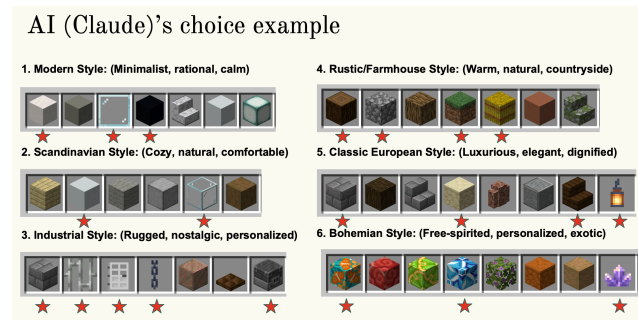 AI (Claude)'s choice example
1. Modern Style: (Minimalist, rational, calm)
2. Scandinavian Style: (Cozy, natural, comfortable)
3. Industrial Style: (Rugged, nostalgic, personalized)
4. Rustic/Farmhouse Style: (Warm, natural, countryside)
5. Classic European Style: (Luxurious, elegant, dignified)
6. Bohemian Style: (Free-spirited, personalized, exotic)